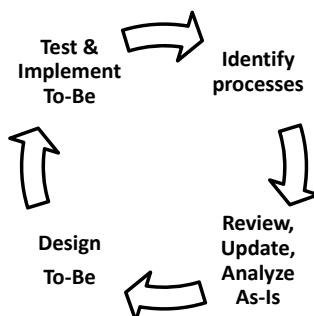 Test &
Implement
To-Be
Identify
processes
Review,
Update,
Analyze
As-Is
Design
To-Be